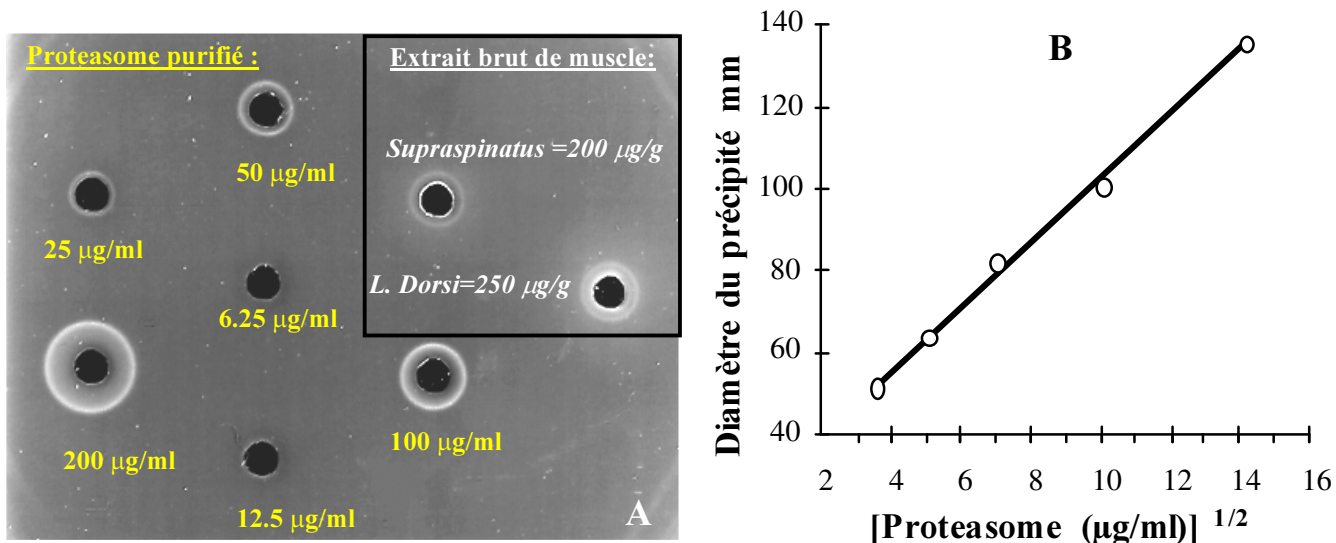 Proteasome purifié :
Extrait brut de muscle:
50 µg/ml
Supraspinatus =200 µg/g
25 µg/ml
L. Dorsi=250 µg/g
6.25 µg/ml
200 µg/ml
100 µg/ml
12.5 µg/ml
A
B
Diamètre du précipité mm
140
120
100
80
60
40
2 4 6 8 10 12 14 16
[Proteasome (µg/ml)] 1/2